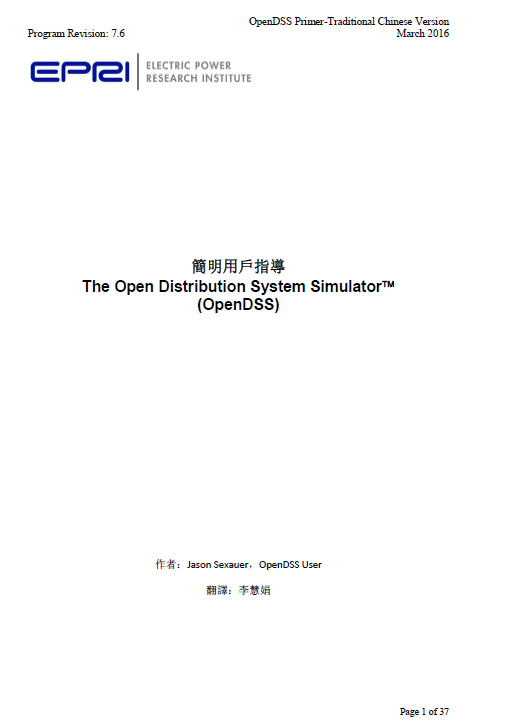 OpenDSS Primer-Traditional Chinese Version
Program Revision: 7.6 March 2016
EPRI ELECTRIC POWER
RESEARCH INSTITUTE
簡明用戶指導
The Open Distribution System Simulator™
(OpenDSS)
作者：Jason Sexauer，OpenDSS User
翻譯：李慧娟
Page 1 of 37